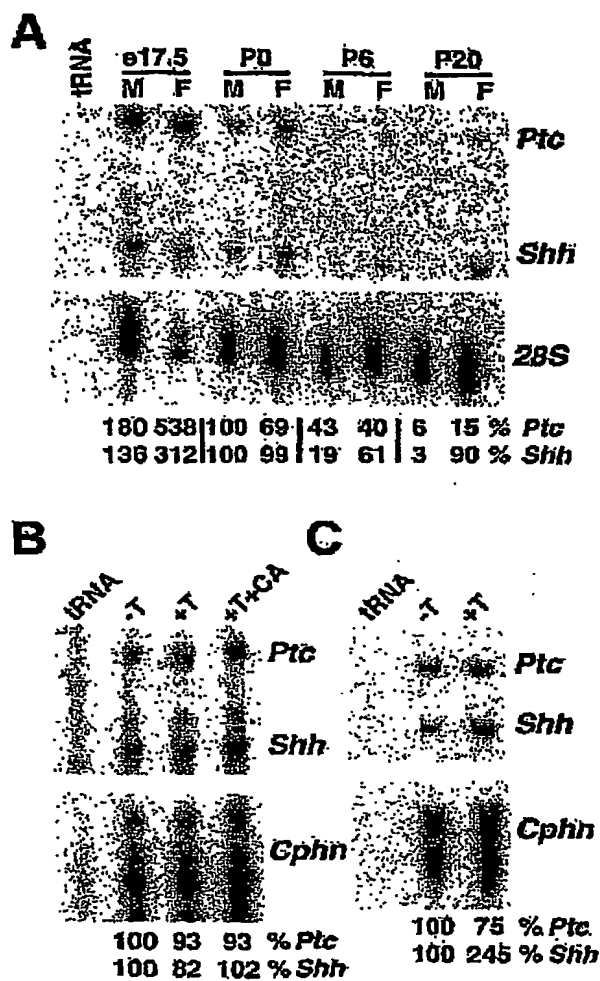 A
tRNA e17.5 P0 P6 P20
M F M F M F M F
Ptc
Shh
28S
180 538 100 69 43 40 6 15 % Ptc
136 312 100 99 19 61 3 90 % Shh
B
tRNA -T +T +T+CA
Ptc
Shh
Cphn
100 93 93 % Ptc
100 82 102 % Shh
C
tRNA -T +T
Ptc
Shh
Cphn
100 75 % Ptc
100 245 % Shh